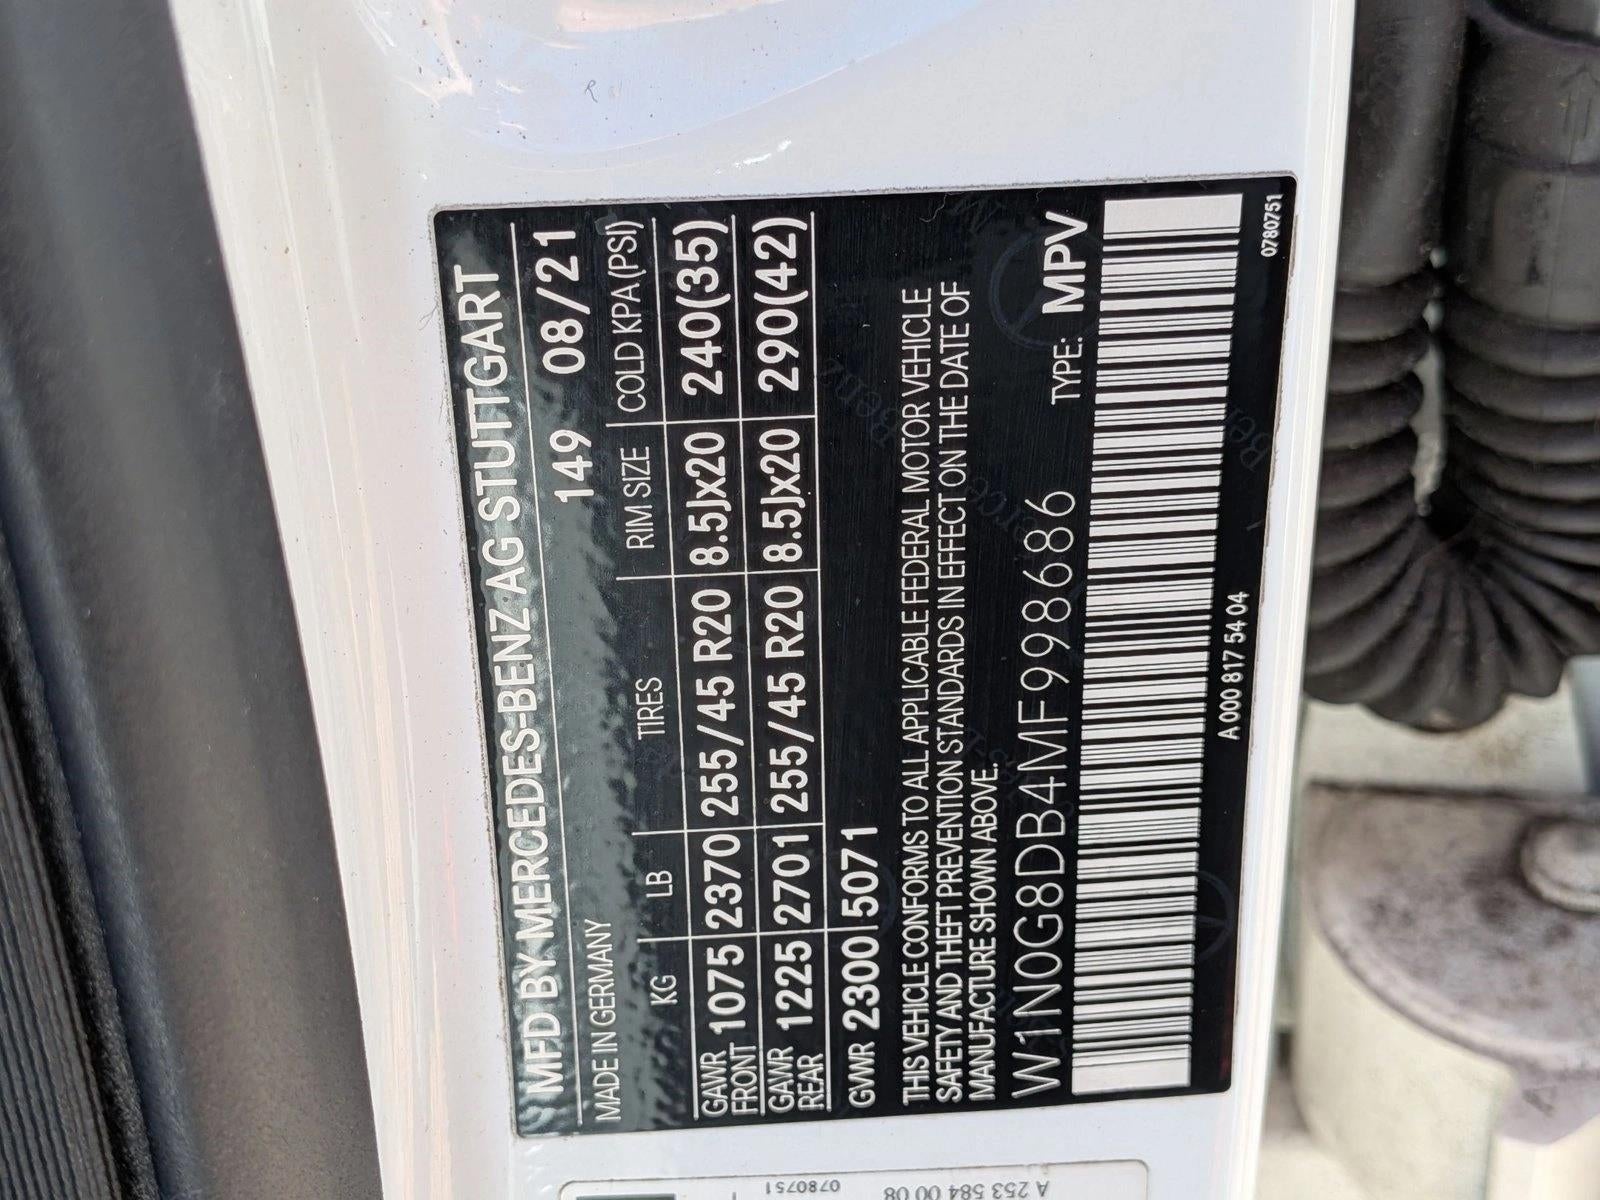 MFD BY MERCEDES-BENZ AG STUTTGART
MADE IN GERMANY 149 08/21
KG LB TIRES RIM SIZE COLD KPA(PSI)
GAWR FRONT 1075 2370 255/45 R20 8.5Jx20 240(35)
GAWR REAR 1225 2701 255/45 R20 8.5Jx20 290(42)
GVWR 2300 5071
THIS VEHICLE CONFORMS TO ALL APPLICABLE FEDERAL MOTOR VEHICLE
SAFETY AND THEFT PREVENTION STANDARDS IN EFFECT ON THE DATE OF
MANUFACTURE SHOWN ABOVE.
W1N0G8DB4MF998686 TYPE: MPV
A 000 817 54 04 0780751
A 253 584 00 08
0780751